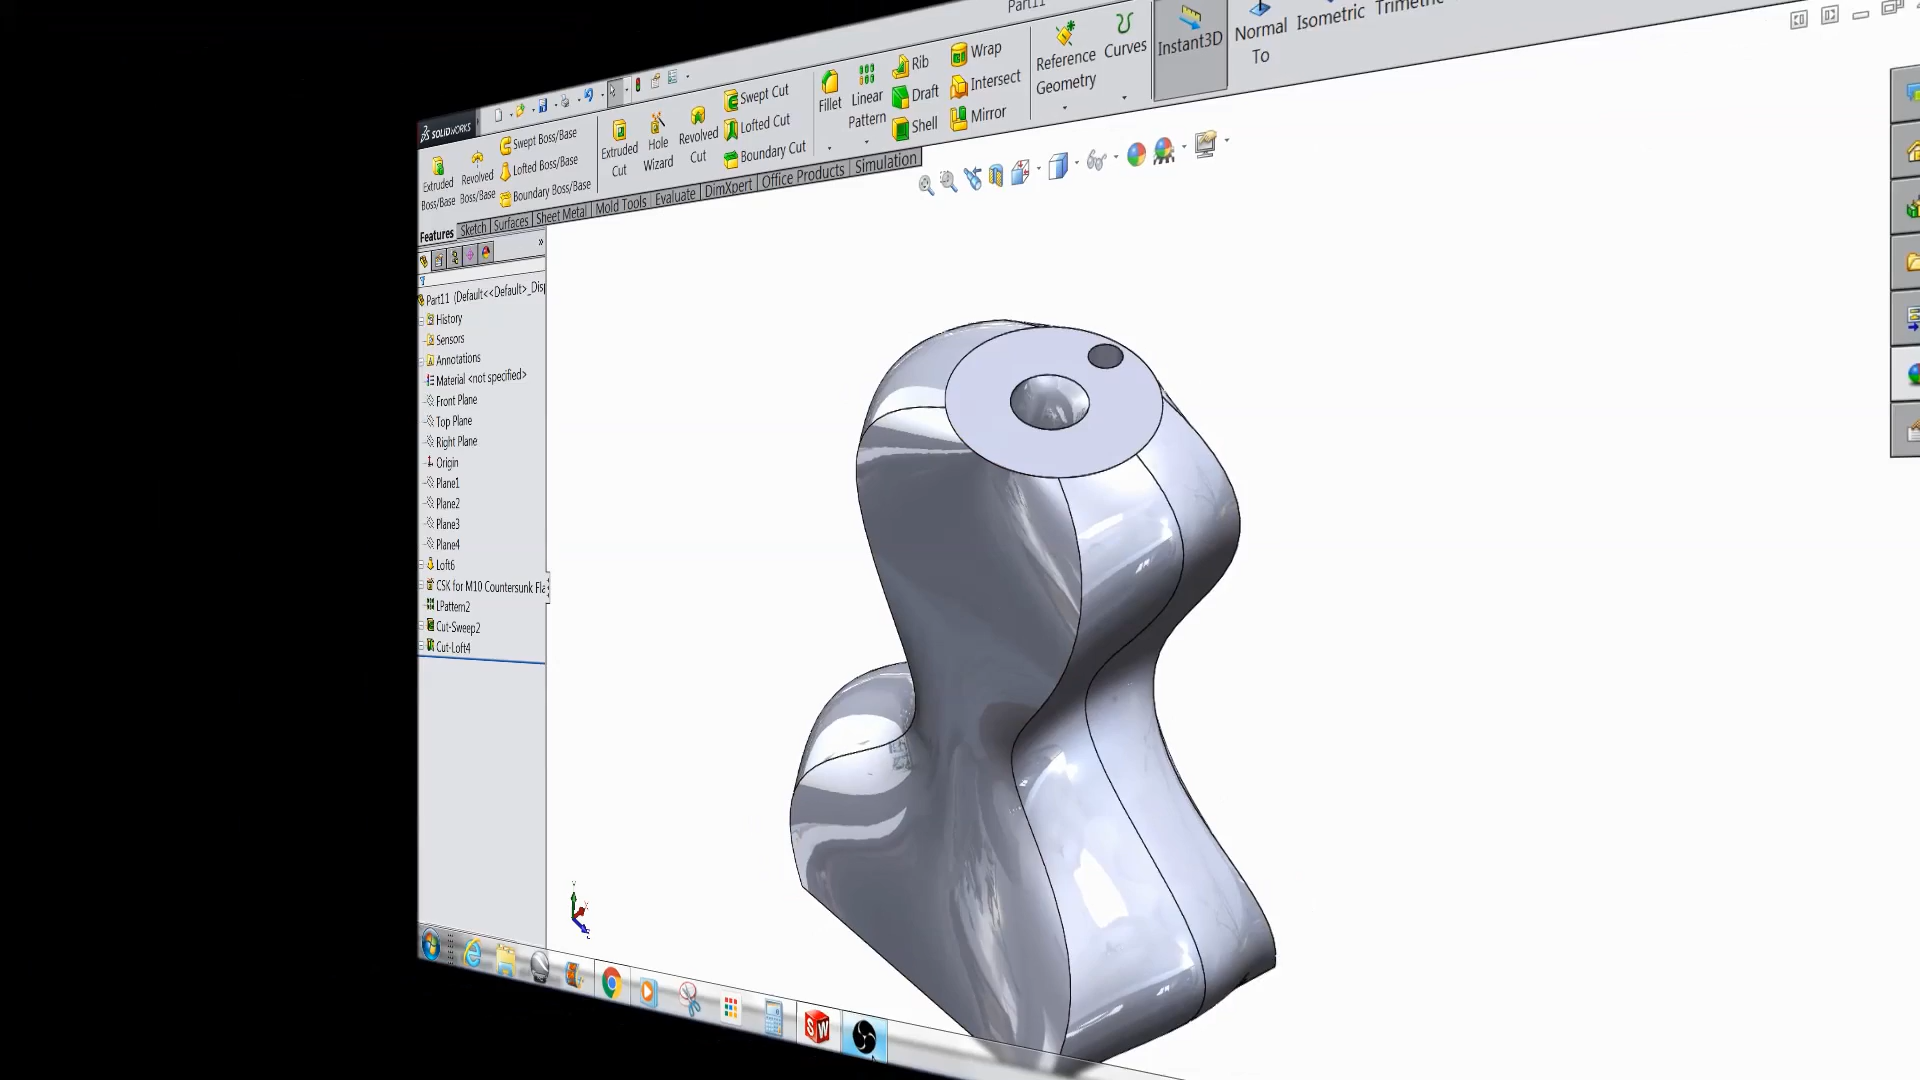 Part11
SOLIDWORKS
Extruded Boss/Base
Revolved Boss/Base
Swept Boss/Base
Lofted Boss/Base
Boundary Boss/Base
Extruded Cut
Hole Wizard
Revolved Cut
Swept Cut
Lofted Cut
Boundary Cut
Fillet
Linear Pattern
Rib
Draft
Shell
Wrap
Intersect
Mirror
Reference Geometry
Curves
Instant3D
Normal To
Isometric
Trimetric
Features
Sketch
Surfaces
Sheet Metal
Mold Tools
Evaluate
DimXpert
Office Products
Simulation
Part11 (Default<<Default>_Disp
History
Sensors
Annotations
Material <not specified>
Front Plane
Top Plane
Right Plane
Origin
Plane1
Plane2
Plane3
Plane4
Loft6
CSK for M10 Countersunk Fla
LPattern2
Cut-Sweep2
Cut-Loft4
SW